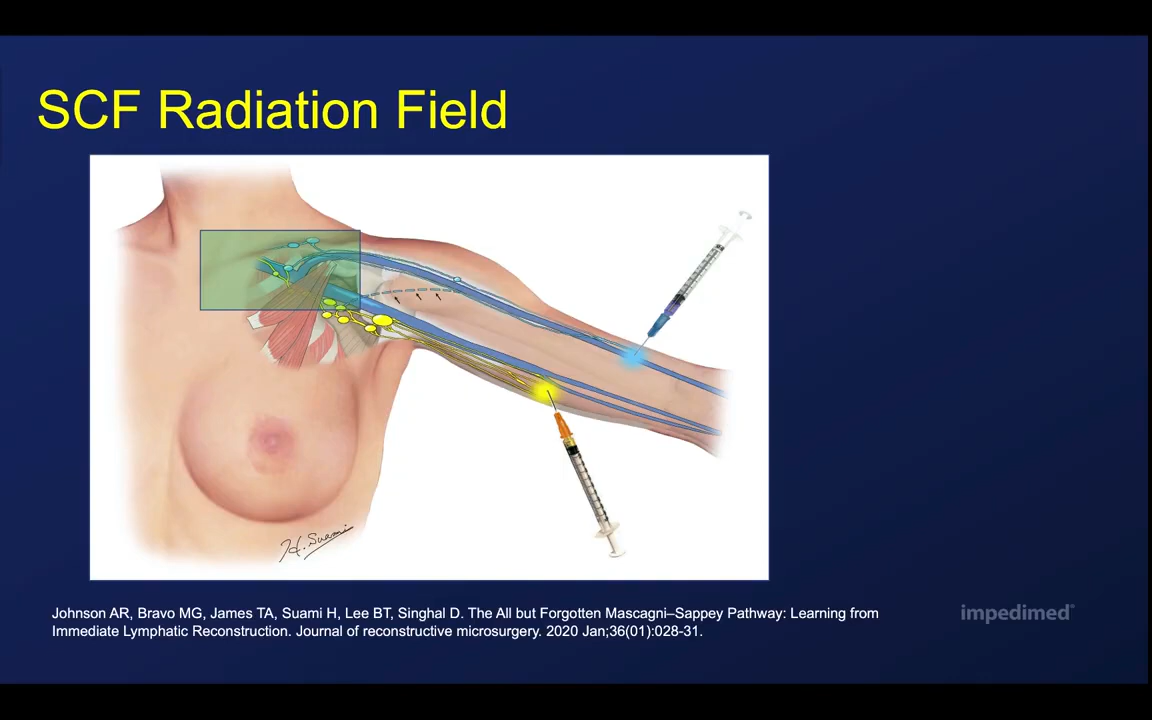 SCF Radiation Field
H. Suami
Johnson AR, Bravo MG, James TA, Suami H, Lee BT, Singhal D. The All but Forgotten Mascagni–Sappey Pathway: Learning from
Immediate Lymphatic Reconstruction. Journal of reconstructive microsurgery. 2020 Jan;36(01):028-31.
impedimed®